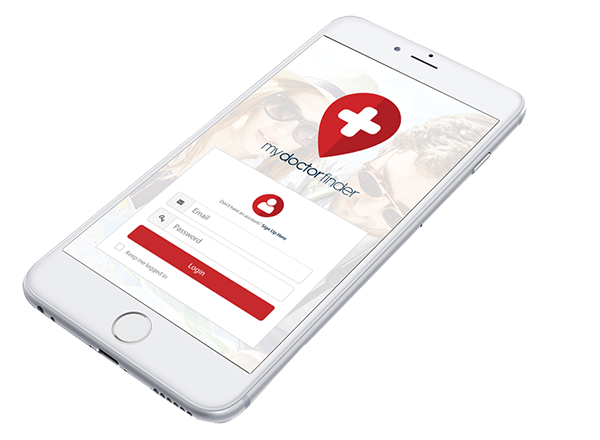 mydoctorfinder
Don't have an account? Sign Up Here
Email
Password
Login
Keep me logged in